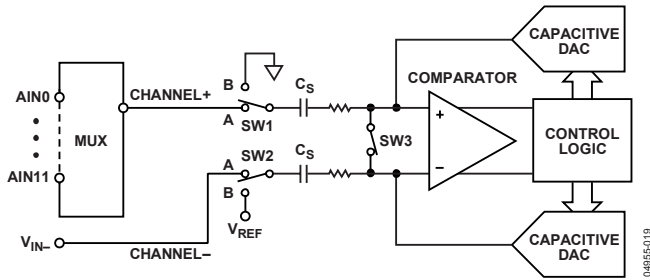 CAPACITIVE
DAC
COMPARATOR
B
CS
CHANNEL+
AIN0
A
SW1
+
MUX
SW3
CONTROL
LOGIC
A
SW2
CS
–
AIN11
B
VREF
VIN–
CHANNEL–
CAPACITIVE
DAC
04955-019